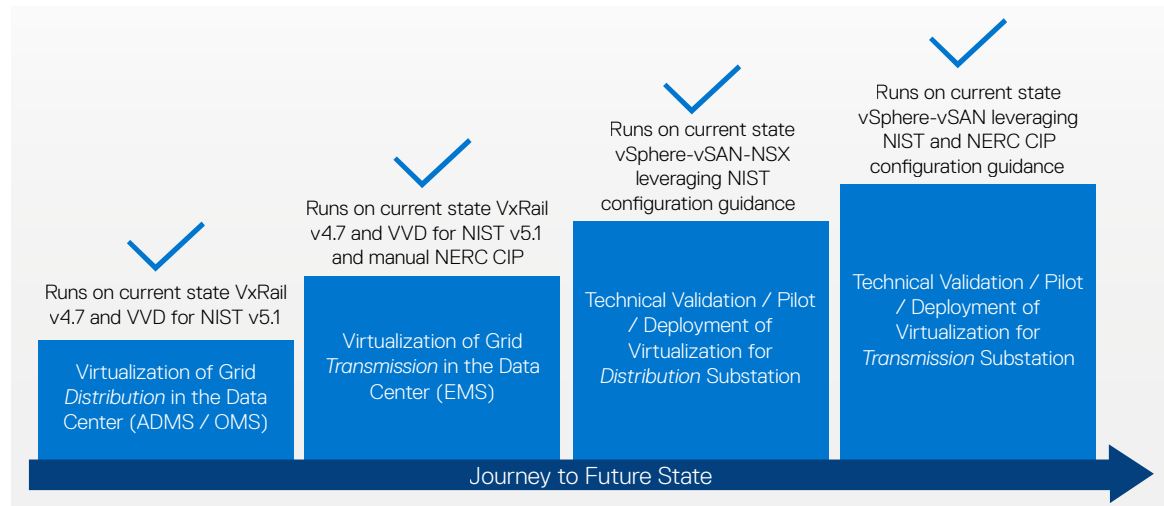 Runs on current state VxRail
v4.7 and VVD for NIST v5.1
Virtualization of Grid
Distribution in the Data
Center (ADMS / OMS)
Runs on current state VxRail
v4.7 and VVD for NIST v5.1
and manual NERC CIP
Virtualization of Grid
Transmission in the Data
Center (EMS)
Runs on current state
vSphere-vSAN-NSX
leveraging NIST
configuration guidance
Technical Validation / Pilot
/ Deployment of
Virtualization for
Distribution Substation
Runs on current state
vSphere-vSAN leveraging
NIST and NERC CIP
configuration guidance
Technical Validation / Pilot
/ Deployment of
Virtualization for
Transmission Substation
Journey to Future State